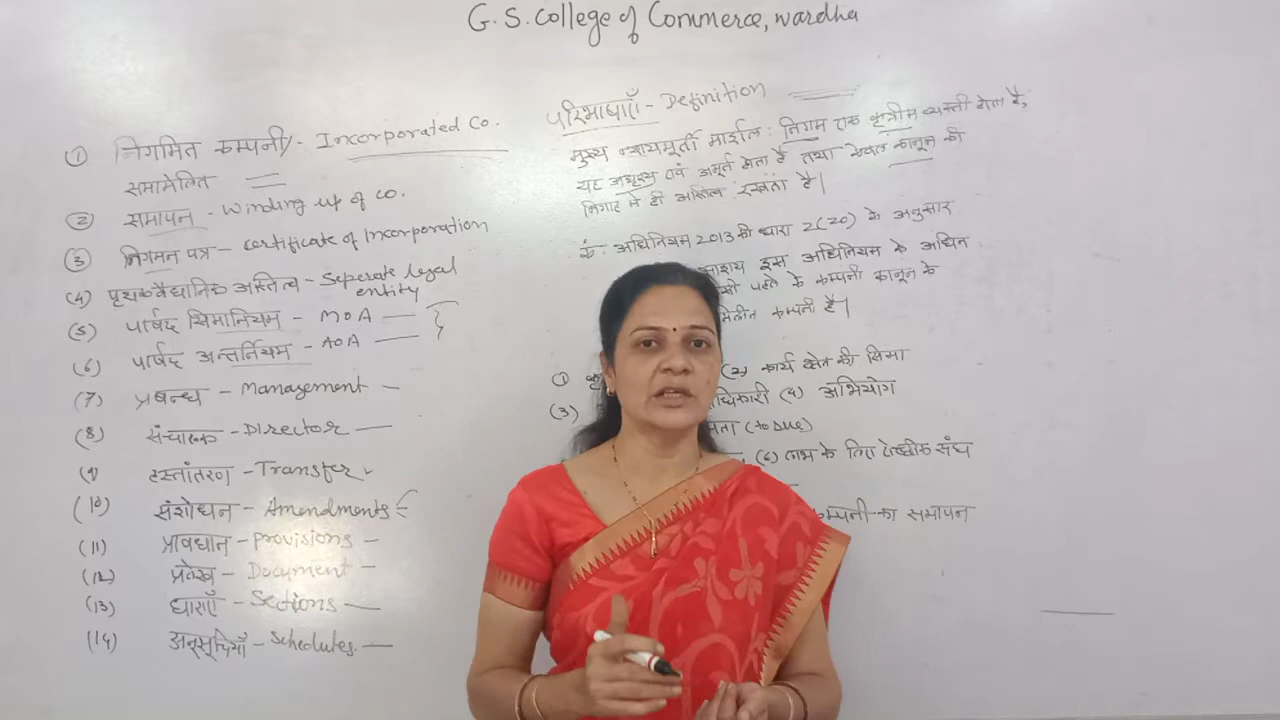 G. S. College of Commerce, wardha
① निगमित कम्पनी/- Incorporated Co.
समामेलित
② समापन - Winding up of co.
③ निगमन पत्र - certificate of Incorporation
(4) पृथक वैधानिक अस्तित्व - Seperate legal
entity
(5) पार्षद सिमानियम - MOA
(6) पार्षद अन्तर्नियम - AOA
(7) प्रबन्ध - Management
(8) संचालक - Director
(9) हस्तांतरण - Transfer
(10) संशोधन - Amendments
(11) प्रावधान - Provisions
(12) प्रलेख - Document
(13) धाराएँ - Sections
(14) अनूसूचियाँ - Schedules.
परिभाषाएँ - Definition
मुख्य न्यायमूर्ती मार्शल : निगम एक कृत्रीम व्यक्ती होता है,
यह अदृश्य एवं अमूर्त होता है तथा केवल कानून की
निगाह में ही अस्तित्व रखता है|
कं. अधिनियम 2013 की धारा 2(20) के अनुसार
आशय इस अधिनियम के अधिन
पहले के कम्पनी कानून के
कम्पनी है|
① (2) कार्य क्षेत्र की सिमा
(3) (4) अभियोग
(to sue)
(6) लाभ के लिए ऐच्छीक संघ
कम्पनी का समापन